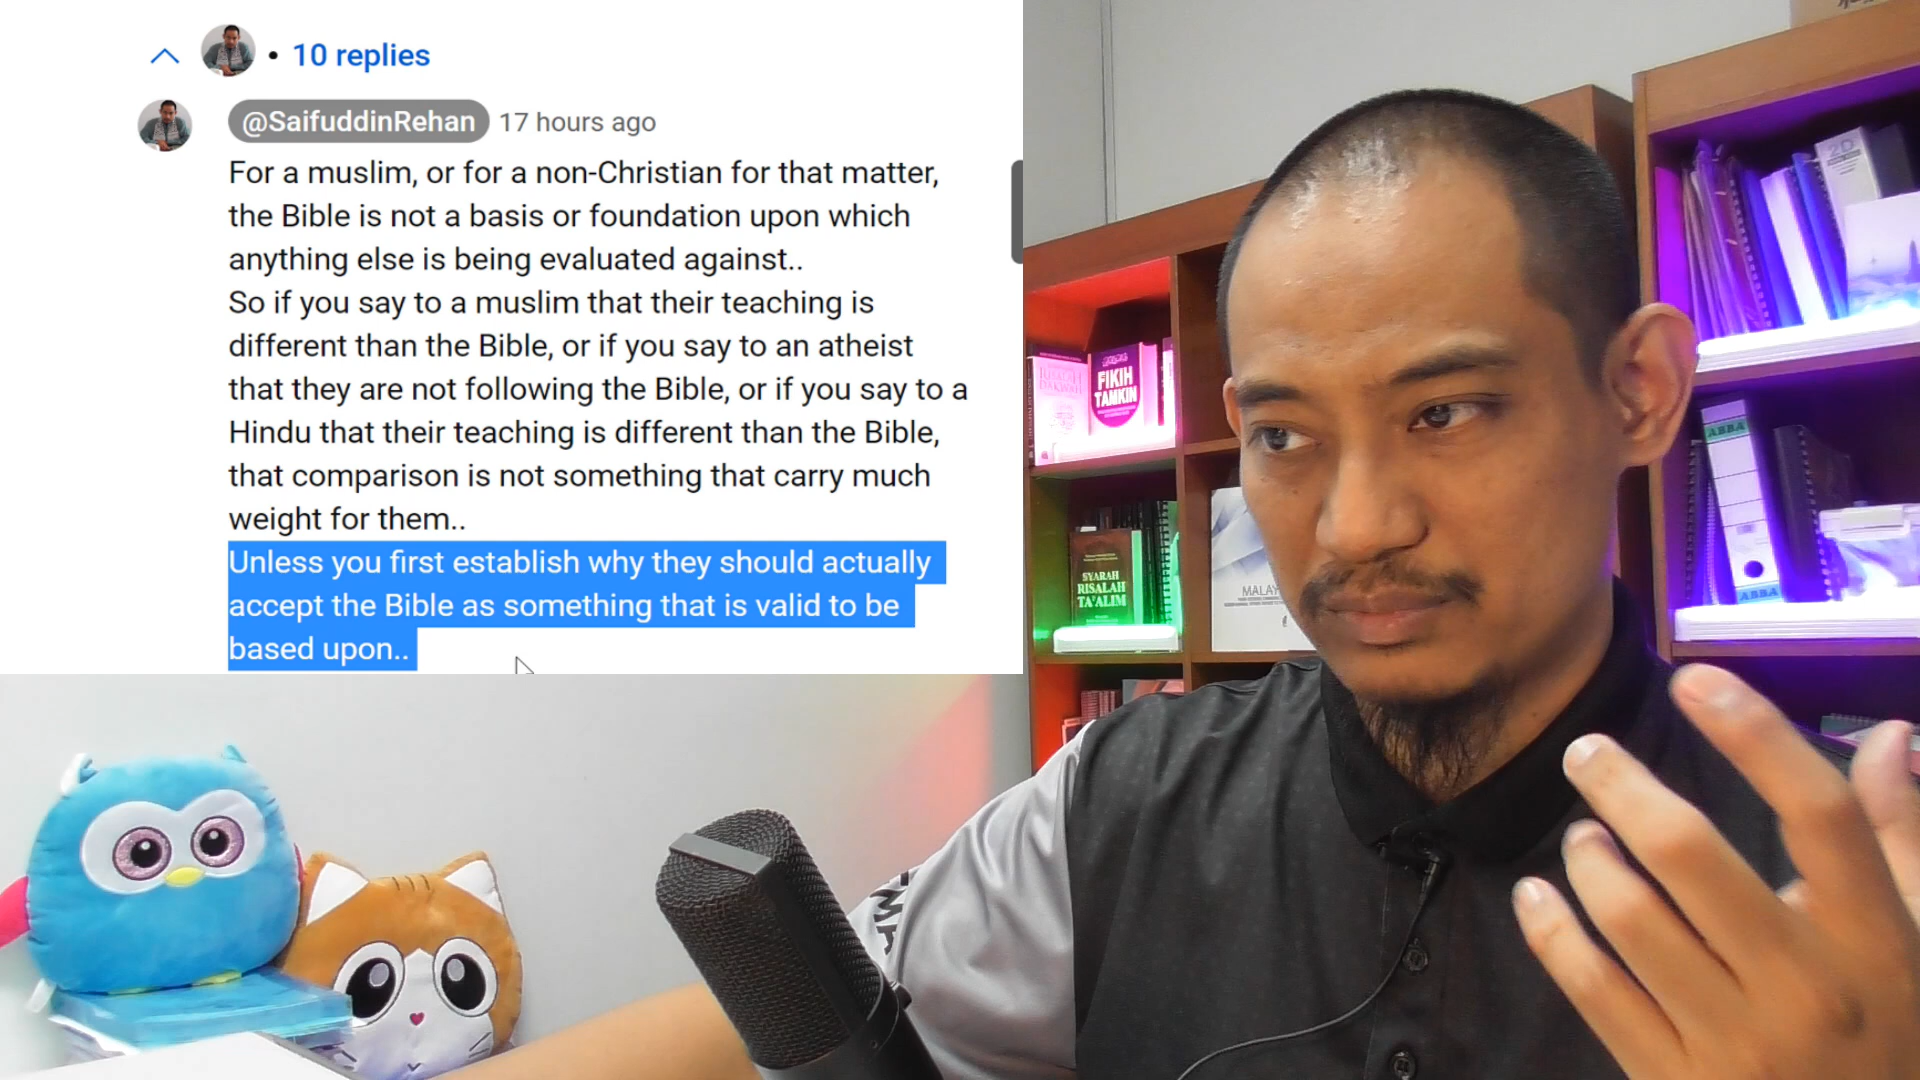 10 replies
@SaifuddinRehan 17 hours ago
For a muslim, or for a non-Christian for that matter,
the Bible is not a basis or foundation upon which
anything else is being evaluated against..
So if you say to a muslim that their teaching is
different than the Bible, or if you say to an atheist
that they are not following the Bible, or if you say to a
Hindu that their teaching is different than the Bible,
that comparison is not something that carry much
weight for them..
Unless you first establish why they should actually
accept the Bible as something that is valid to be
based upon..
RISALAH
FIKIH
TAMKIN
SYARAH
RISALAH
TA'ALIM
MALAY
2D
ABBA
ABBA